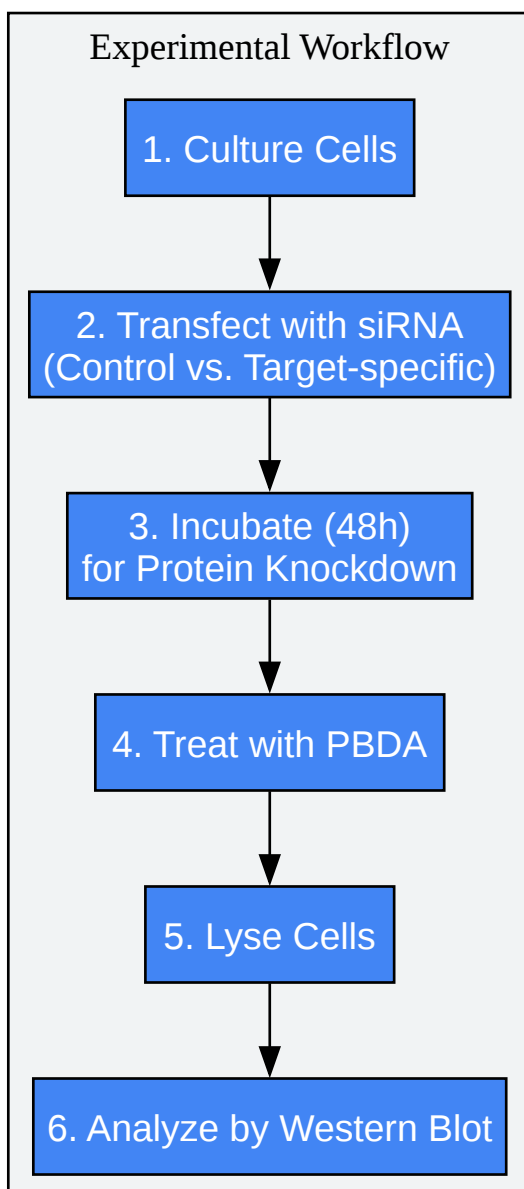 Experimental Workflow
1. Culture Cells
2. Transfect with siRNA
(Control vs. Target-specific)
3. Incubate (48h)
for Protein Knockdown
4. Treat with PBDA
5. Lyse Cells
6. Analyze by Western Blot